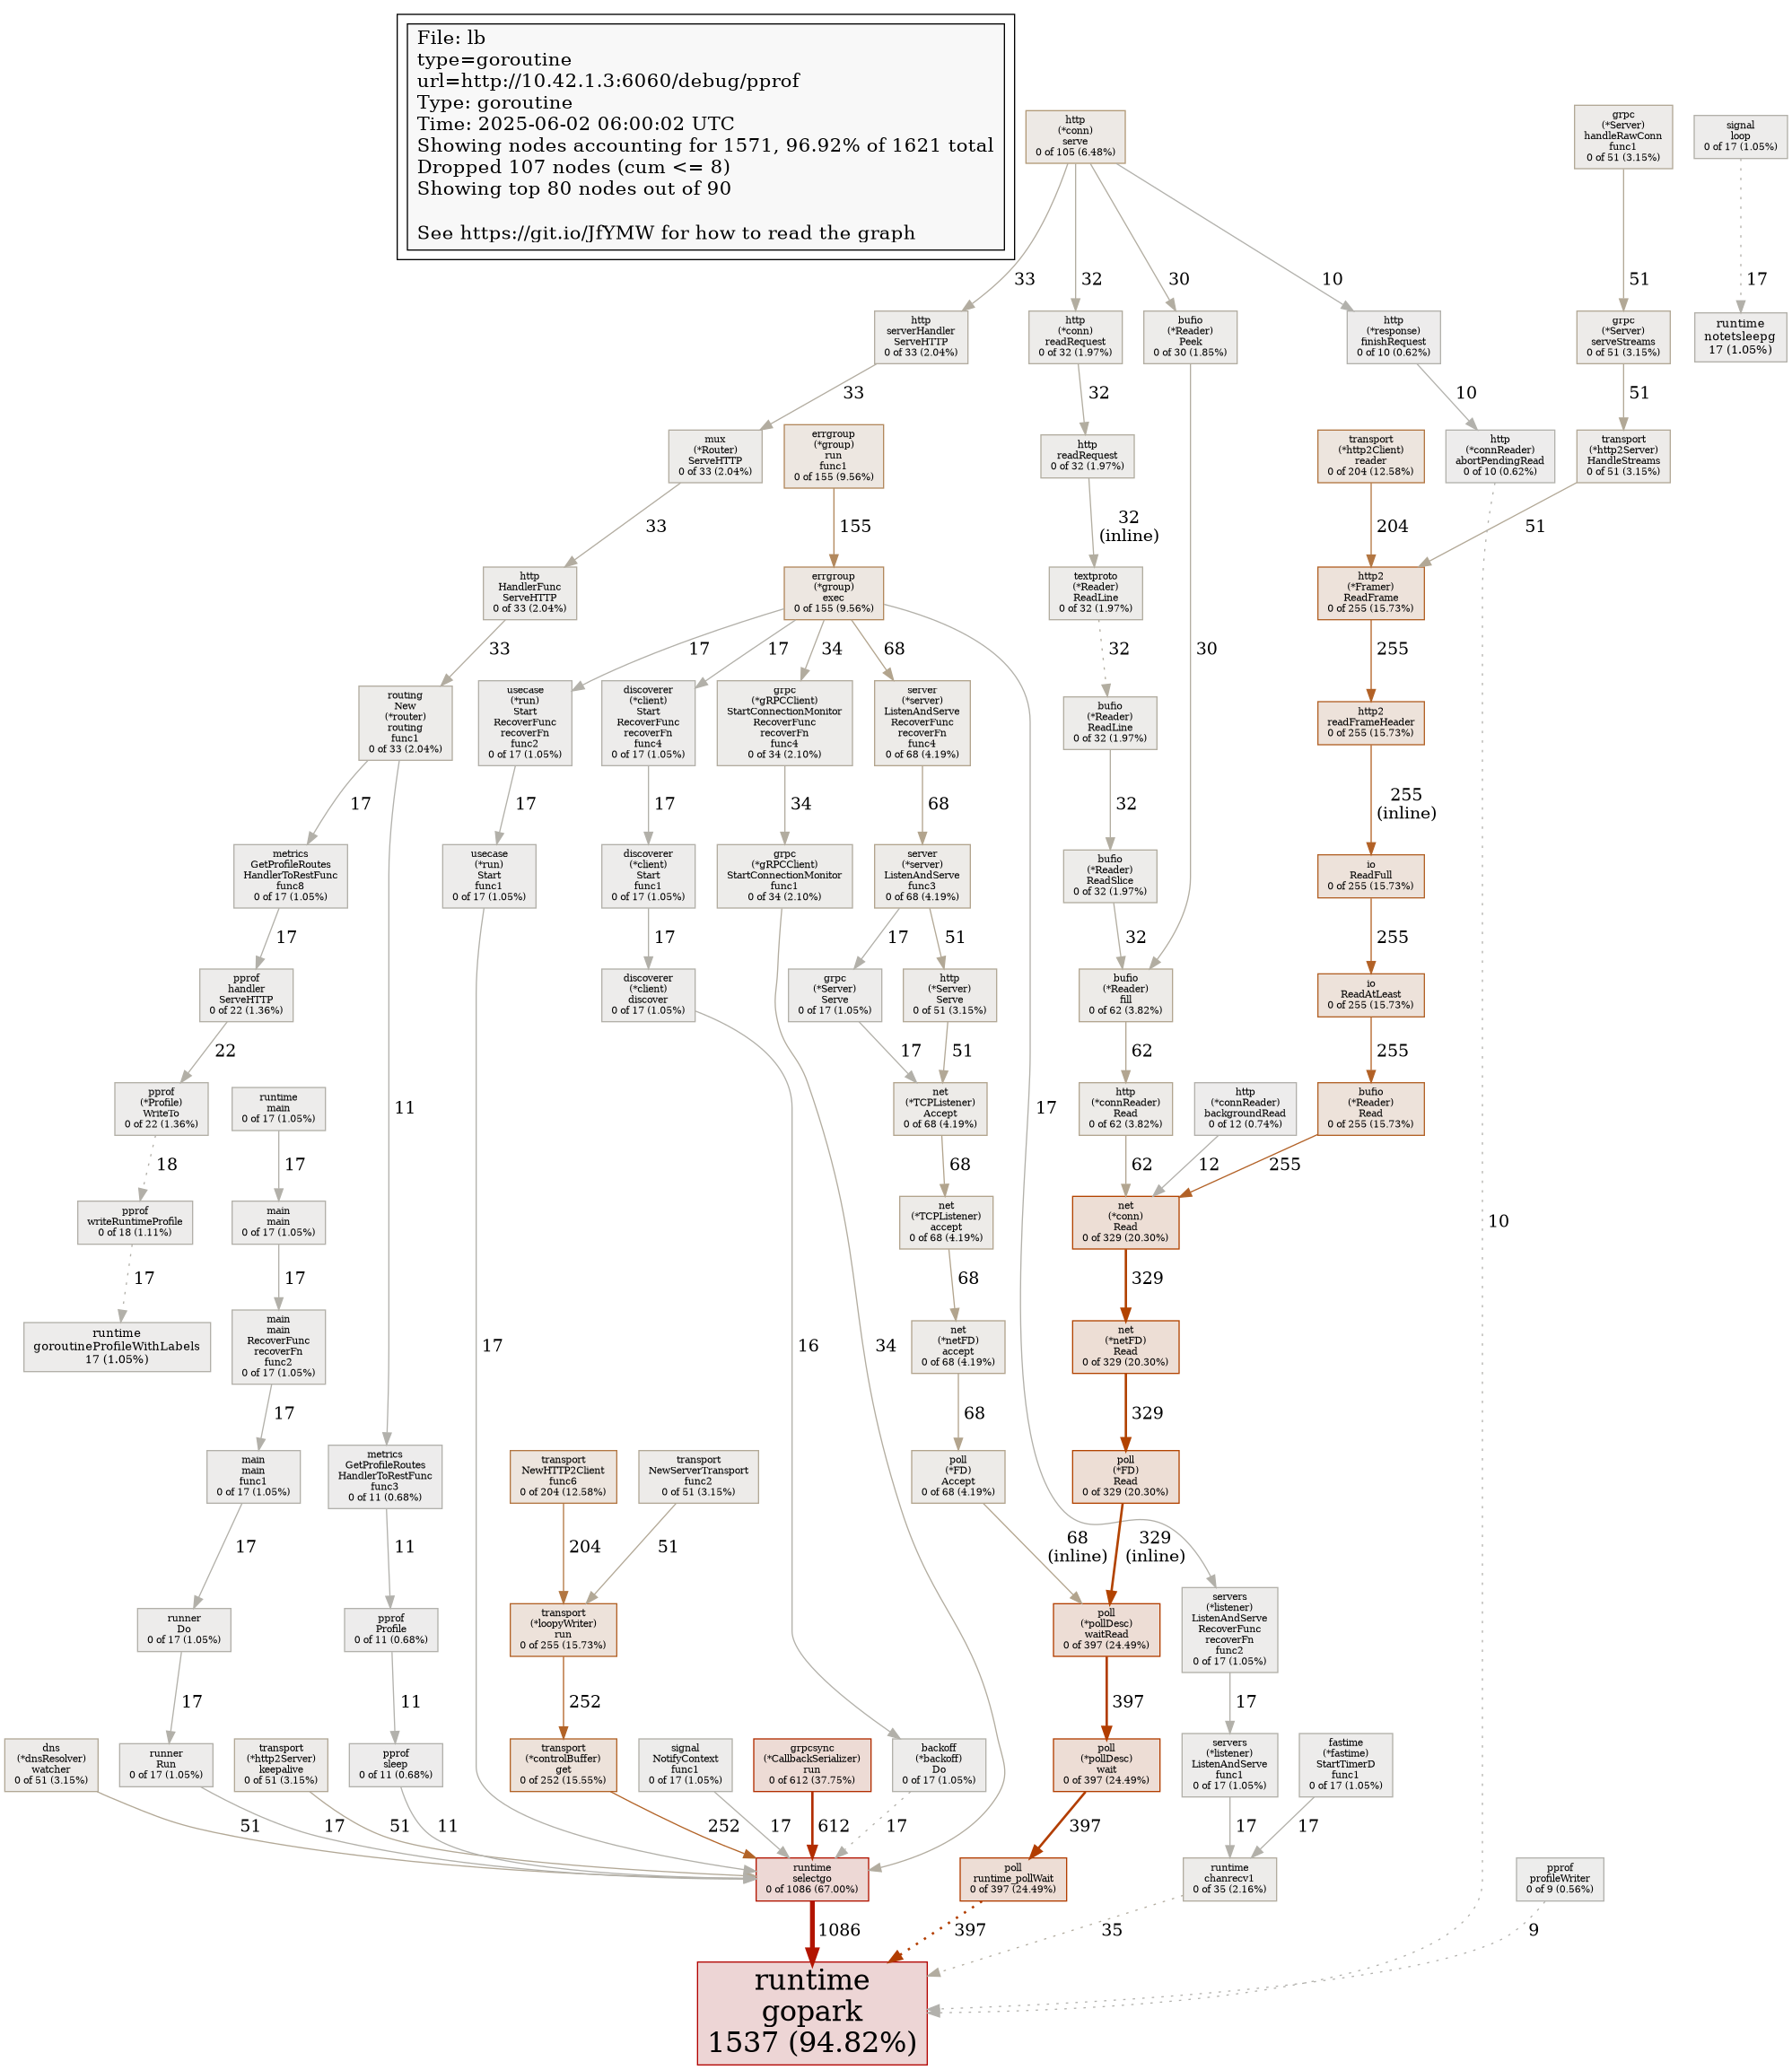 File: lb
type=goroutine
url=http://10.42.1.3:6060/debug/pprof
Type: goroutine
Time: 2025-06-02 06:00:02 UTC
Showing nodes accounting for 1571, 96.92% of 1621 total
Dropped 107 nodes (cum <= 8)
Showing top 80 nodes out of 90
See https://git.io/JfYMW for how to read the graph
http
(*conn)
serve
0 of 105 (6.48%)
grpc
(*Server)
handleRawConn
func1
0 of 51 (3.15%)
signal
loop
0 of 17 (1.05%)
33
32
30
10
51
17
http
serverHandler
ServeHTTP
0 of 33 (2.04%)
http
(*conn)
readRequest
0 of 32 (1.97%)
bufio
(*Reader)
Peek
0 of 30 (1.85%)
http
(*response)
finishRequest
0 of 10 (0.62%)
grpc
(*Server)
serveStreams
0 of 51 (3.15%)
runtime
notetsleepg
17 (1.05%)
33
32
10
51
mux
(*Router)
ServeHTTP
0 of 33 (2.04%)
errgroup
(*group)
run
func1
0 of 155 (9.56%)
http
readRequest
0 of 32 (1.97%)
transport
(*http2Client)
reader
0 of 204 (12.58%)
http
(*connReader)
abortPendingRead
0 of 10 (0.62%)
transport
(*http2Server)
HandleStreams
0 of 51 (3.15%)
33
155
32
(inline)
204
51
http
HandlerFunc
ServeHTTP
0 of 33 (2.04%)
errgroup
(*group)
exec
0 of 155 (9.56%)
textproto
(*Reader)
ReadLine
0 of 32 (1.97%)
http2
(*Framer)
ReadFrame
0 of 255 (15.73%)
33
17
17
34
68
32
30
255
routing
New
(*router)
routing
func1
0 of 33 (2.04%)
usecase
(*run)
Start
RecoverFunc
recoverFn
func2
0 of 17 (1.05%)
discoverer
(*client)
Start
RecoverFunc
recoverFn
func4
0 of 17 (1.05%)
grpc
(*gRPCClient)
StartConnectionMonitor
RecoverFunc
recoverFn
func4
0 of 34 (2.10%)
server
(*server)
ListenAndServe
RecoverFunc
recoverFn
func4
0 of 68 (4.19%)
bufio
(*Reader)
ReadLine
0 of 32 (1.97%)
http2
readFrameHeader
0 of 255 (15.73%)
17
17
17
34
68
32
255
(inline)
metrics
GetProfileRoutes
HandlerToRestFunc
func8
0 of 17 (1.05%)
usecase
(*run)
Start
func1
0 of 17 (1.05%)
discoverer
(*client)
Start
func1
0 of 17 (1.05%)
grpc
(*gRPCClient)
StartConnectionMonitor
func1
0 of 34 (2.10%)
server
(*server)
ListenAndServe
func3
0 of 68 (4.19%)
bufio
(*Reader)
ReadSlice
0 of 32 (1.97%)
io
ReadFull
0 of 255 (15.73%)
17
17
17
51
32
255
pprof
handler
ServeHTTP
0 of 22 (1.36%)
discoverer
(*client)
discover
0 of 17 (1.05%)
grpc
(*Server)
Serve
0 of 17 (1.05%)
http
(*Server)
Serve
0 of 51 (3.15%)
bufio
(*Reader)
fill
0 of 62 (3.82%)
io
ReadAtLeast
0 of 255 (15.73%)
22
17
51
62
255
pprof
(*Profile)
WriteTo
0 of 22 (1.36%)
runtime
main
0 of 17 (1.05%)
11
17
net
(*TCPListener)
Accept
0 of 68 (4.19%)
http
(*connReader)
Read
0 of 62 (3.82%)
http
(*connReader)
backgroundRead
0 of 12 (0.74%)
bufio
(*Reader)
Read
0 of 255 (15.73%)
18
17
68
62
12
255
pprof
writeRuntimeProfile
0 of 18 (1.11%)
main
main
0 of 17 (1.05%)
net
(*TCPListener)
accept
0 of 68 (4.19%)
net
(*conn)
Read
0 of 329 (20.30%)
10
17
17
68
329
runtime
goroutineProfileWithLabels
17 (1.05%)
main
main
RecoverFunc
recoverFn
func2
0 of 17 (1.05%)
17
16
34
net
(*netFD)
accept
0 of 68 (4.19%)
net
(*netFD)
Read
0 of 329 (20.30%)
17
68
329
main
main
func1
0 of 17 (1.05%)
metrics
GetProfileRoutes
HandlerToRestFunc
func3
0 of 11 (0.68%)
transport
NewHTTP2Client
func6
0 of 204 (12.58%)
transport
NewServerTransport
func2
0 of 51 (3.15%)
poll
(*FD)
Accept
0 of 68 (4.19%)
poll
(*FD)
Read
0 of 329 (20.30%)
17
11
204
51
68
(inline)
329
(inline)
runner
Do
0 of 17 (1.05%)
pprof
Profile
0 of 11 (0.68%)
transport
(*loopyWriter)
run
0 of 255 (15.73%)
poll
(*pollDesc)
waitRead
0 of 397 (24.49%)
servers
(*listener)
ListenAndServe
RecoverFunc
recoverFn
func2
0 of 17 (1.05%)
17
11
252
397
17
dns
(*dnsResolver)
watcher
0 of 51 (3.15%)
runner
Run
0 of 17 (1.05%)
transport
(*http2Server)
keepalive
0 of 51 (3.15%)
pprof
sleep
0 of 11 (0.68%)
transport
(*controlBuffer)
get
0 of 252 (15.55%)
signal
NotifyContext
func1
0 of 17 (1.05%)
grpcsync
(*CallbackSerializer)
run
0 of 612 (37.75%)
backoff
(*backoff)
Do
0 of 17 (1.05%)
poll
(*pollDesc)
wait
0 of 397 (24.49%)
servers
(*listener)
ListenAndServe
func1
0 of 17 (1.05%)
fastime
(*fastime)
StartTimerD
func1
0 of 17 (1.05%)
51
17
51
11
252
17
612
17
397
17
17
runtime
selectgo
0 of 1086 (67.00%)
poll
runtime_pollWait
0 of 397 (24.49%)
runtime
chanrecv1
0 of 35 (2.16%)
pprof
profileWriter
0 of 9 (0.56%)
1086
397
35
9
runtime
gopark
1537 (94.82%)